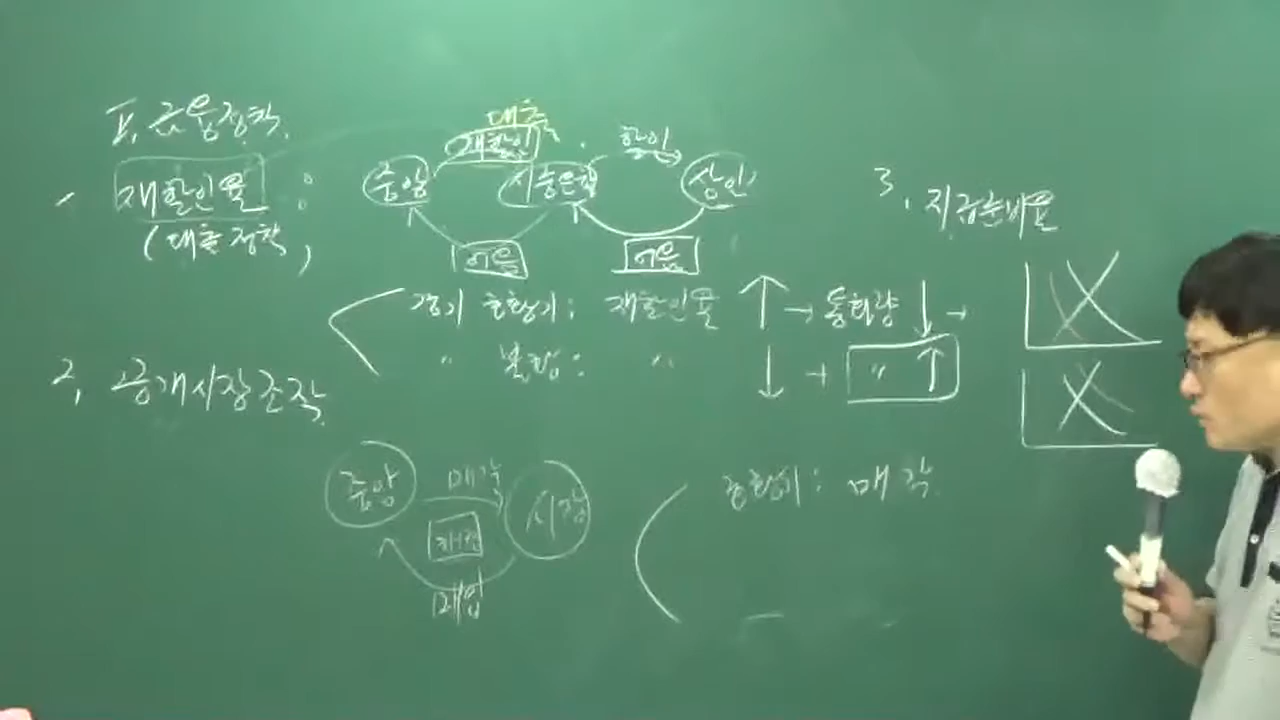 Ⅱ. 금융정책.
1. 재할인율 :
(대출정책)
대출
재할인
할인
중앙
시중은행
상인
어음
어음
경기 호황기 : 재할인율 ↑ → 통화량 ↓ →
〃 불황 : 〃 ↓ → 〃 ↑
2. 공개시장조작
중앙
매각
시장
채권
매입
호황기 : 매각
3. 지급준비율